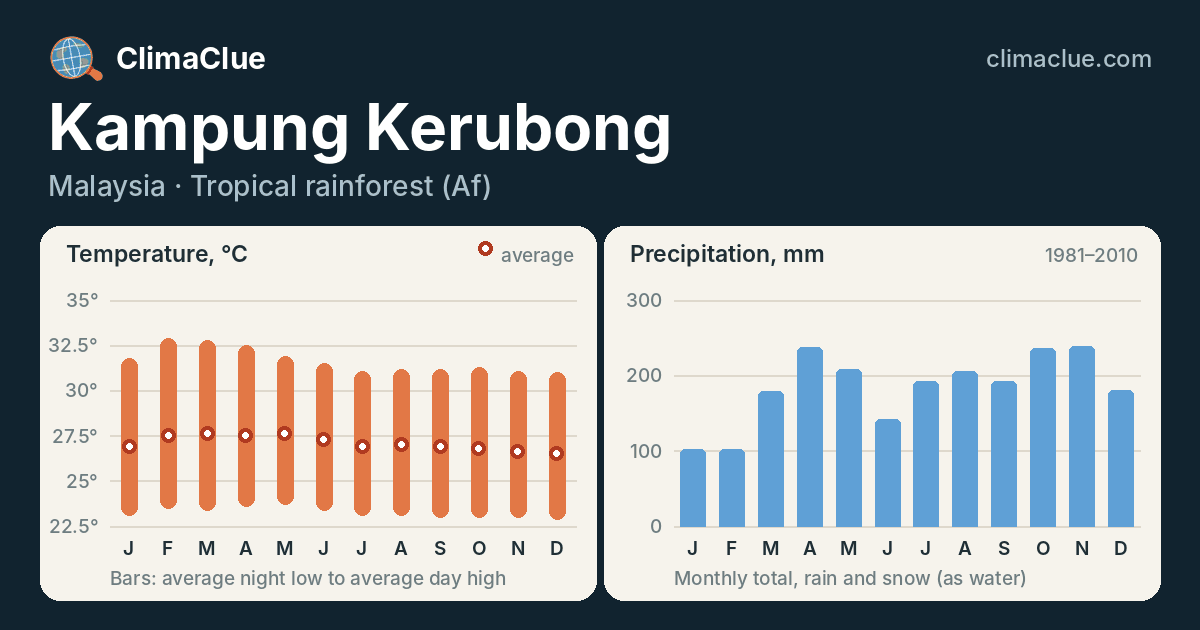 ClimaClue
climaclue.com
Kampung Kerubong
Malaysia · Tropical rainforest (Af)
Temperature, °C
average
35°
32.5°
30°
27.5°
25°
22.5°
J F M A M J J A S O N D
Bars: average night low to average day high
Precipitation, mm
1981–2010
300
200
100
0
J F M A M J J A S O N D
Monthly total, rain and snow (as water)